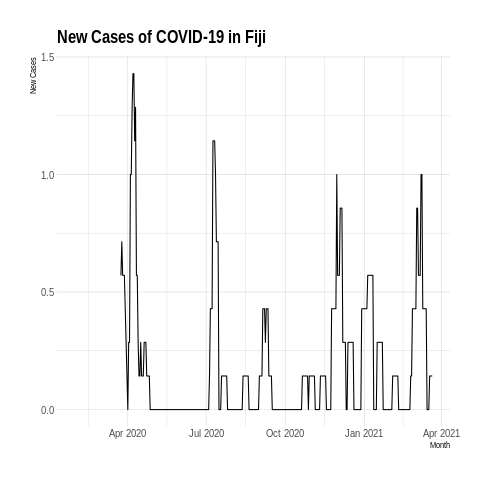 New Cases of COVID-19 in Fiji
New Cases
1.5
1.0
0.5
0.0
Apr 2020
Jul 2020
Oct 2020
Jan 2021
Apr 2021
Month